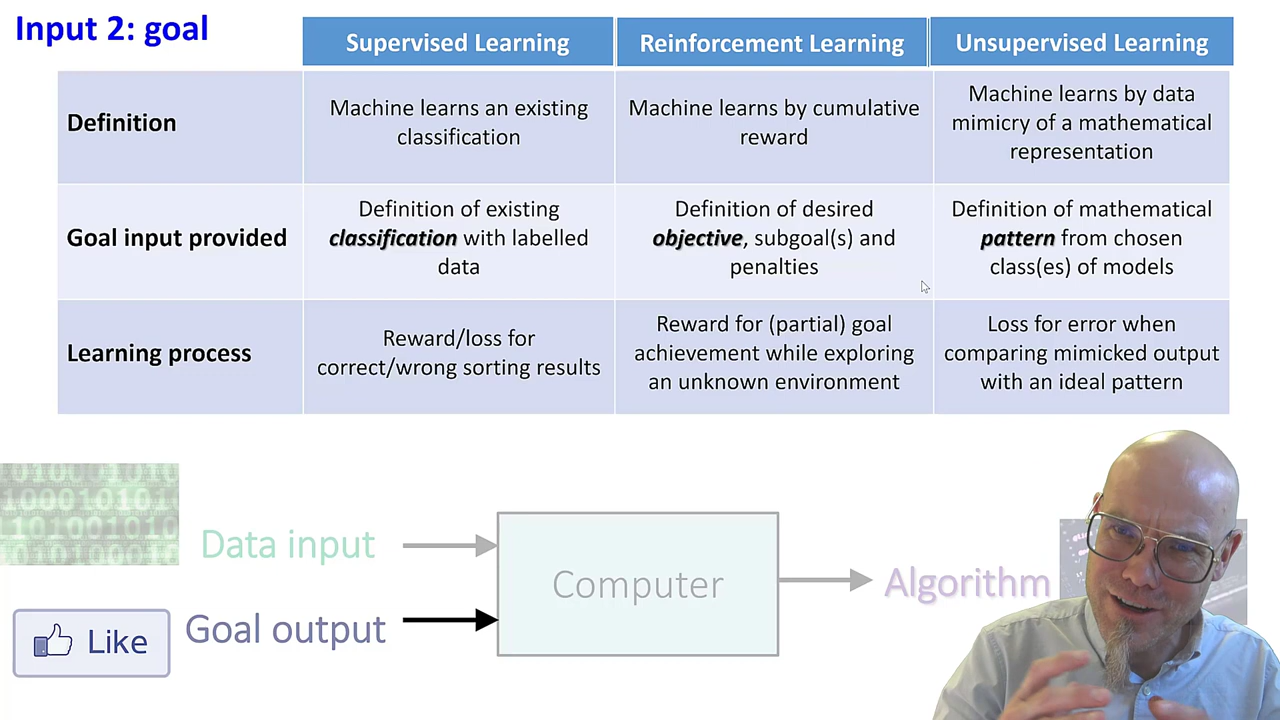 Input 2: goal
Supervised Learning
Reinforcement Learning
Unsupervised Learning
Definition
Machine learns an existing
classification
Machine learns by cumulative
reward
Machine learns by data
mimicry of a mathematical
representation
Goal input provided
Definition of existing
classification with labelled
data
Definition of desired
objective, subgoal(s) and
penalties
Definition of mathematical
pattern from chosen
class(es) of models
Learning process
Reward/loss for
correct/wrong sorting results
Reward for (partial) goal
achievement while exploring
an unknown environment
Loss for error when
comparing mimicked output
with an ideal pattern
Data input
Computer
Algorithm
Like
Goal output